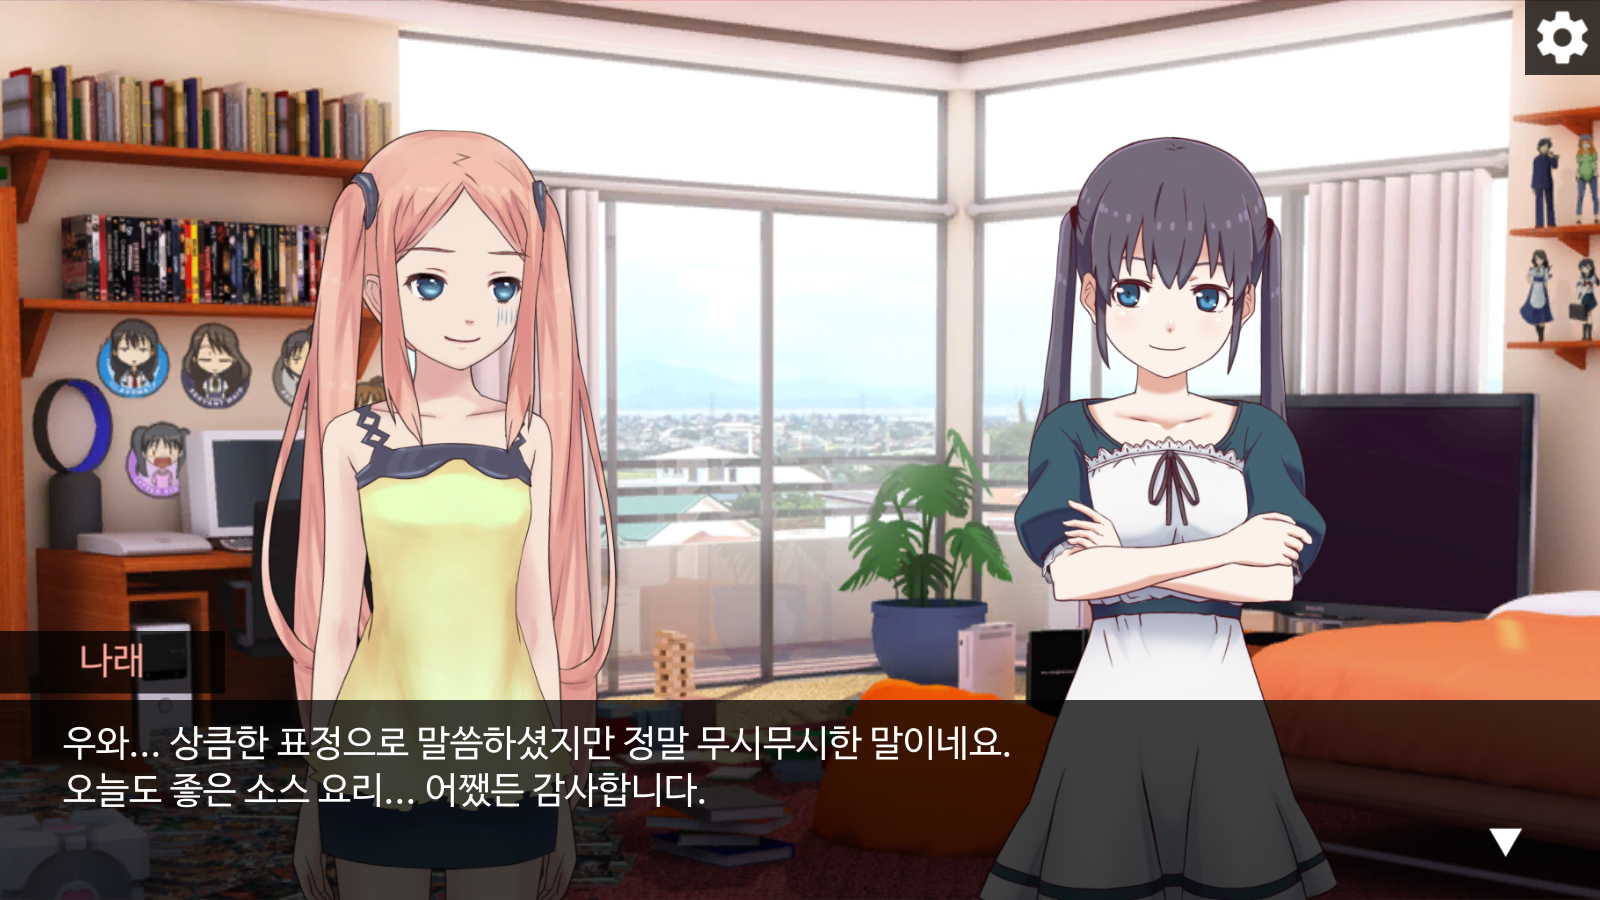 나래
우와... 상큼한 표정으로 말씀하셨지만 정말 무시무시한 말이네요.
오늘도 좋은 소스 요리... 어쨌든 감사합니다.